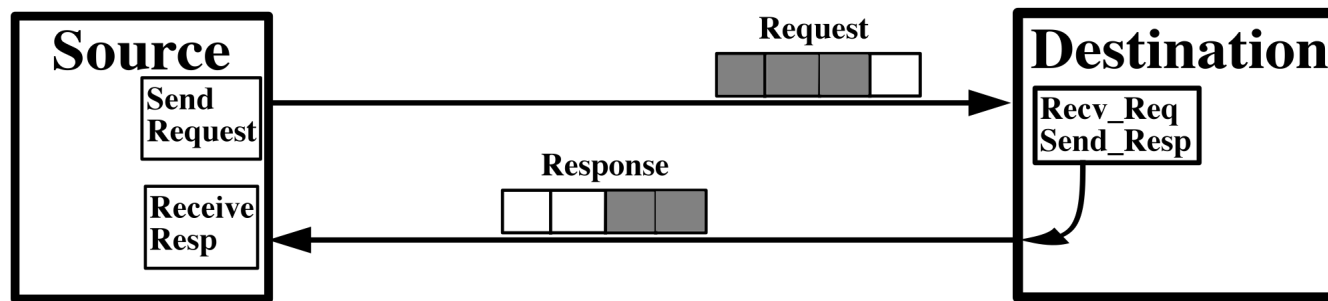 Source
Send
Request
Receive
Resp
Request
Response
Destination
Recv_Req
Send_Resp